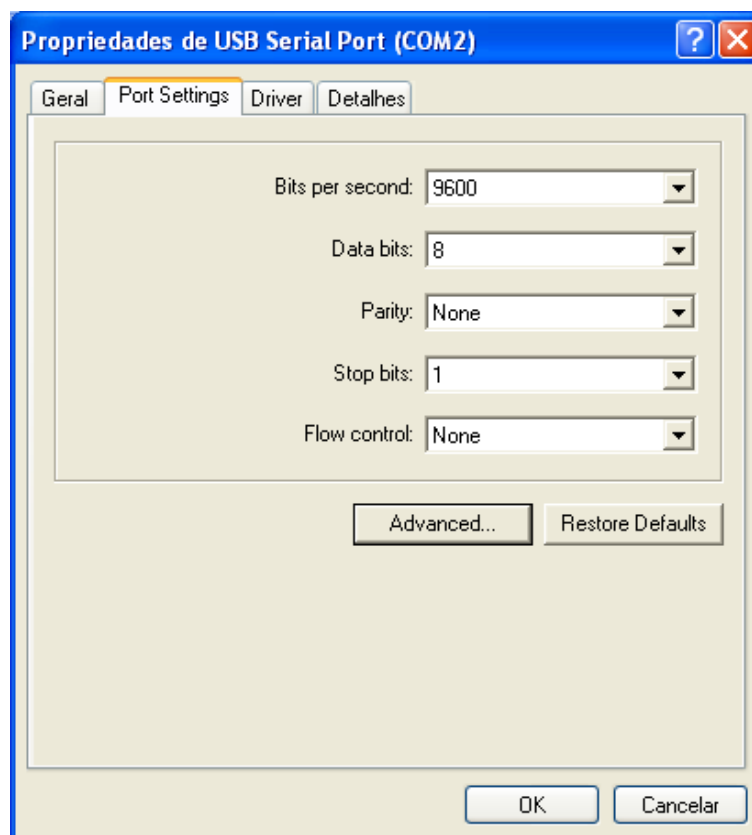 Propriedades de USB Serial Port (COM2)
Geral Port Settings Driver Detalhes
Bits per second: 9600
Data bits: 8
Parity: None
Stop bits: 1
Flow control: None
Advanced... Restore Defaults
OK Cancelar